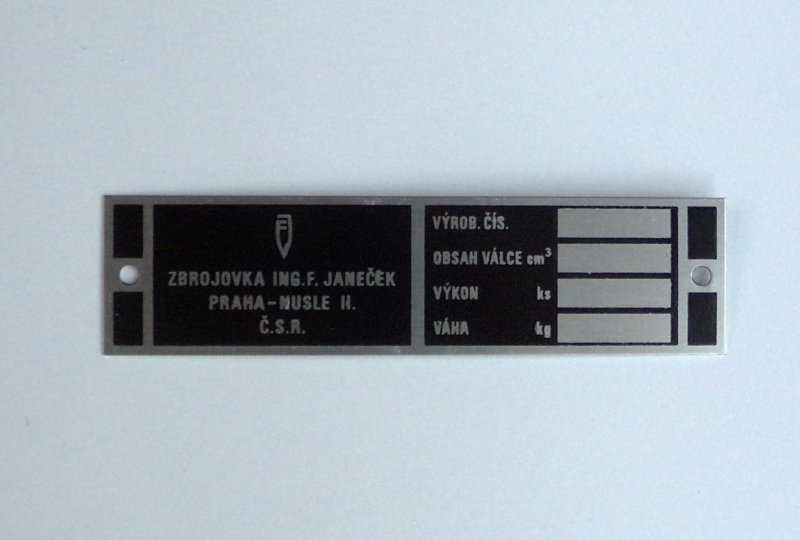 ZBROJOVKA ING.F. JANEČEK
PRAHA-NUSLE II.
Č.S.R.
VÝROB. ČÍS.
OBSAH VÁLCE cm³
VÝKON ks
VÁHA kg